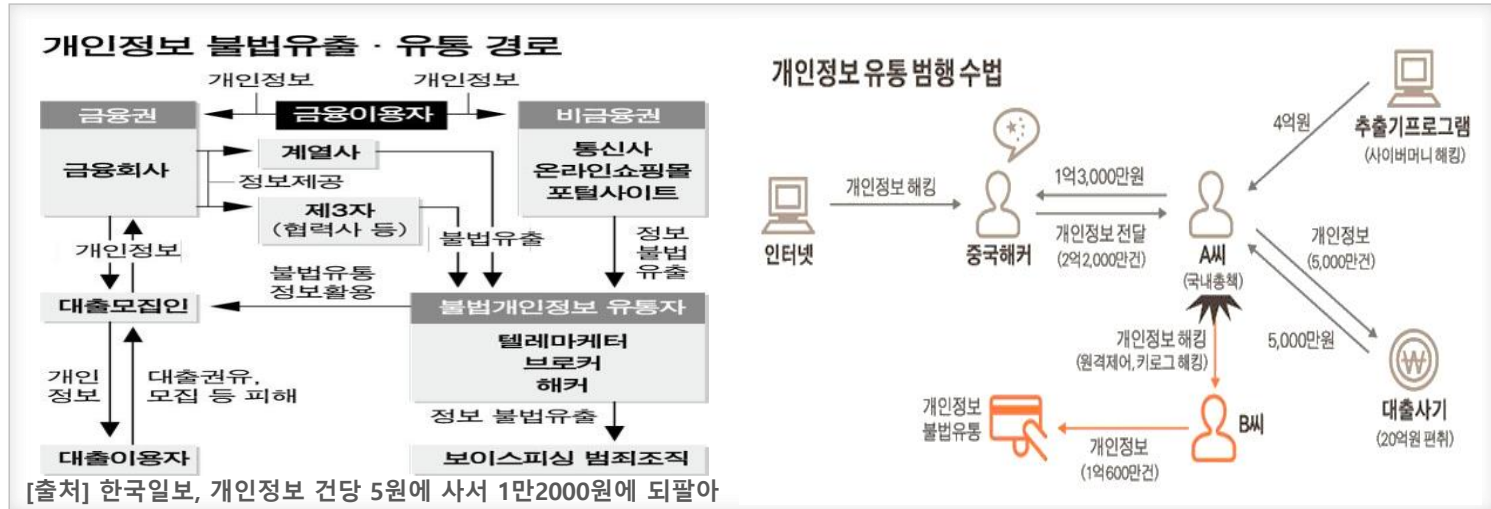 개인정보 불법유출 · 유통 경로
개인정보
개인정보
금융권
금융이용자
비금융권
금융회사
계열사
정보제공
제3자
(협력사 등)
통신사
온라인쇼핑몰
포털사이트
개인정보
불법유출
정보
불법
유출
불법유통
정보활용
대출모집인
불법개인정보 유통자
텔레마케터
브로커
해커
개인
정보
대출권유,
모집 등 피해
정보 불법유출
대출이용자
보이스피싱 범죄조직
[출처] 한국일보, 개인정보 건당 5원에 사서 1만2000원에 되팔아
개인정보 유통 범행 수법
인터넷
개인정보 해킹
중국해커
1억3,000만원
개인정보 전달
(2억2,000만건)
A씨
(국내총책)
4억원
추출기프로그램
(사이버머니 해킹)
개인정보
(5,000만건)
5,000만원
대출사기
(20억원 편취)
개인정보 해킹
(원격제어, 키로그 해킹)
B씨
개인정보
(1억600만건)
개인정보
불법유통